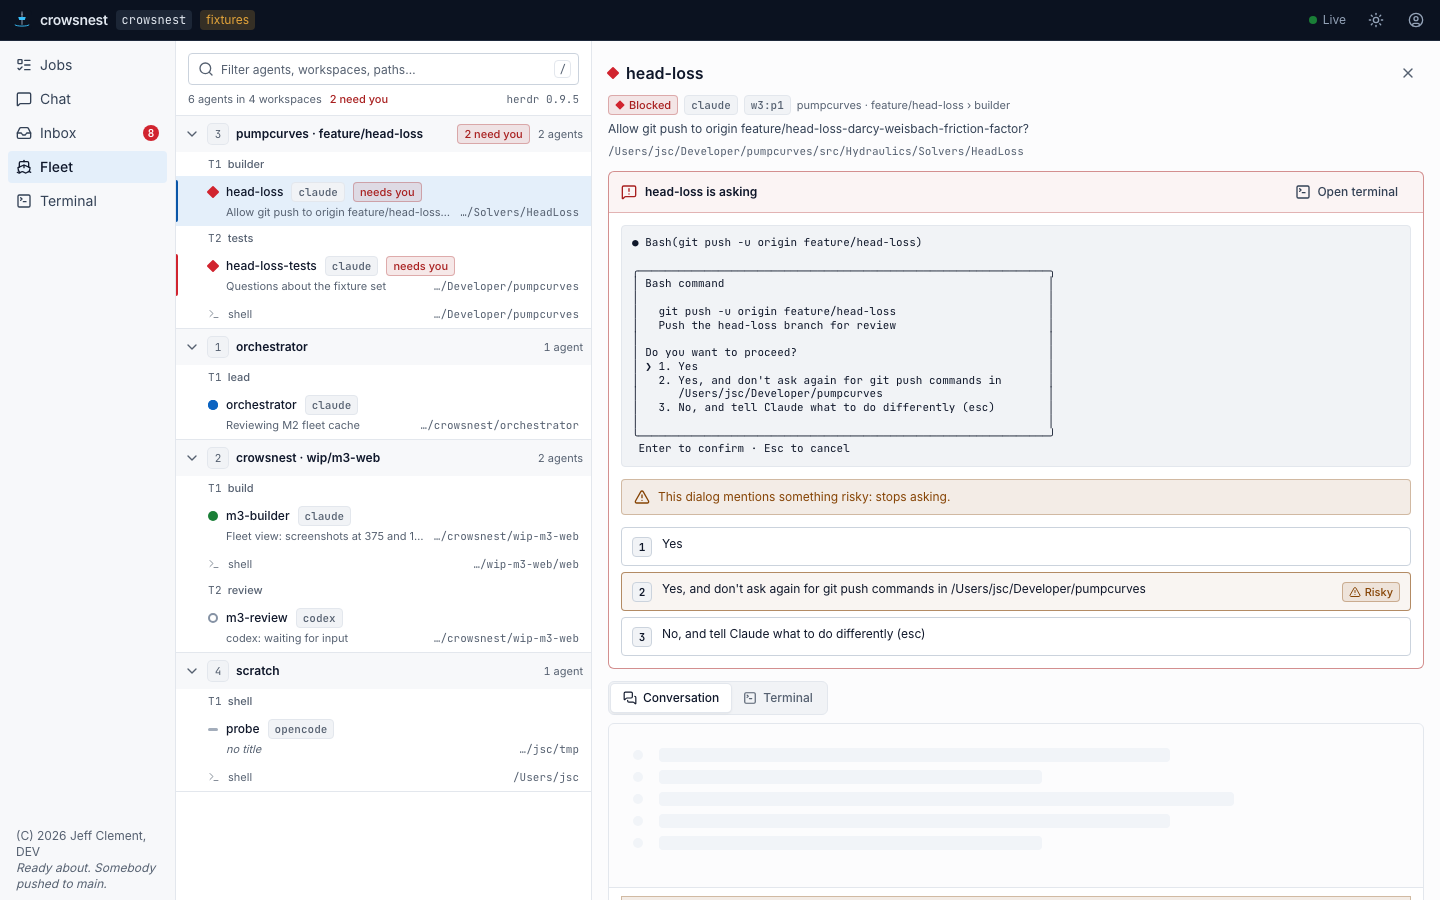 crowsnest crowsnest fixtures
Live
Jobs
Chat
Inbox 8
Fleet
Terminal
(C) 2026 Jeff Clement,
DEV
Ready about. Somebody
pushed to main.
Filter agents, workspaces, paths... /
6 agents in 4 workspaces 2 need you herdr 0.9.5
3 pumpcurves · feature/head-loss 2 need you 2 agents
T1 builder
head-loss claude needs you
Allow git push to origin feature/head-loss... …/Solvers/HeadLoss
T2 tests
head-loss-tests claude needs you
Questions about the fixture set …/Developer/pumpcurves
shell …/Developer/pumpcurves
1 orchestrator 1 agent
T1 lead
orchestrator claude
Reviewing M2 fleet cache …/crowsnest/orchestrator
2 crowsnest · wip/m3-web 2 agents
T1 build
m3-builder claude
Fleet view: screenshots at 375 and 1... …/crowsnest/wip-m3-web
shell …/wip-m3-web/web
T2 review
m3-review codex
codex: waiting for input …/crowsnest/wip-m3-web
4 scratch 1 agent
T1 shell
probe opencode
no title …/jsc/tmp
shell /Users/jsc
head-loss
Blocked claude w3:p1 pumpcurves · feature/head-loss › builder
Allow git push to origin feature/head-loss-darcy-weisbach-friction-factor?
/Users/jsc/Developer/pumpcurves/src/Hydraulics/Solvers/HeadLoss
head-loss is asking Open terminal
● Bash(git push -u origin feature/head-loss)
Bash command
git push -u origin feature/head-loss
Push the head-loss branch for review
Do you want to proceed?
❯ 1. Yes
2. Yes, and don't ask again for git push commands in
/Users/jsc/Developer/pumpcurves
3. No, and tell Claude what to do differently (esc)
Enter to confirm · Esc to cancel
This dialog mentions something risky: stops asking.
1 Yes
2 Yes, and don't ask again for git push commands in /Users/jsc/Developer/pumpcurves Risky
3 No, and tell Claude what to do differently (esc)
Conversation Terminal